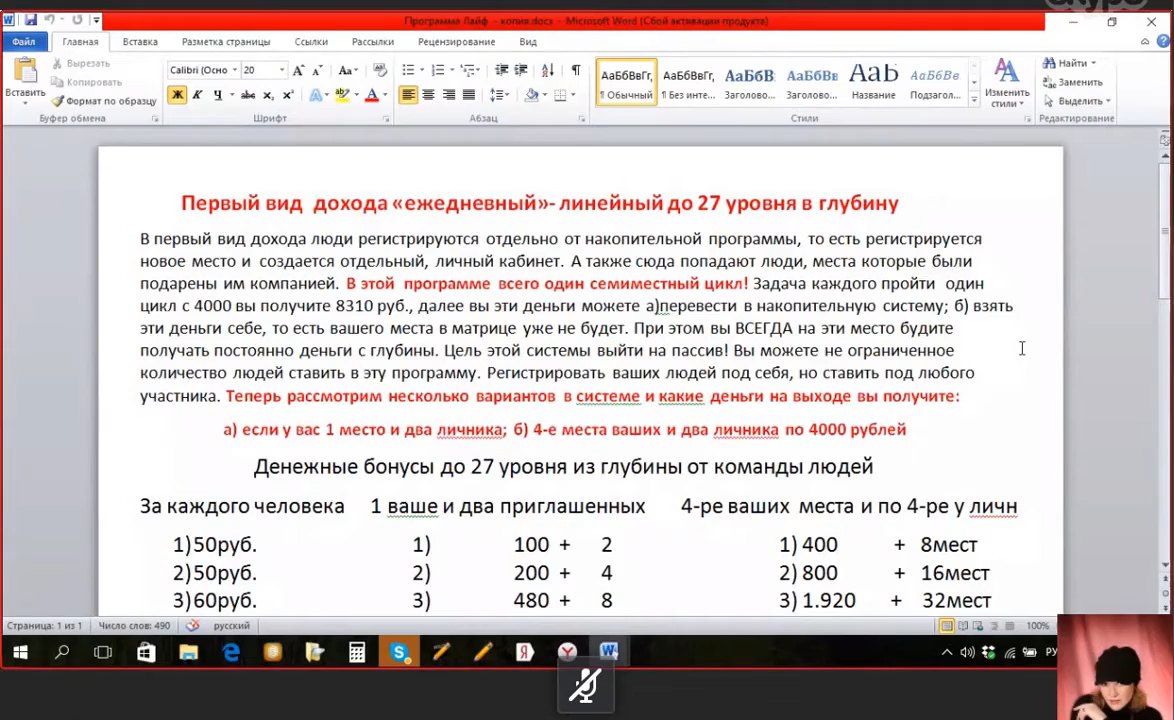 Программа Лайф - копия.docx - Microsoft Word (Сбой активации продукта)
Файл Главная Вставка Разметка страницы Ссылки Рассылки Рецензирование Вид
Вставить
Вырезать
Копировать
Формат по образцу
Буфер обмена
Calibri (Осно 20
Ж К Ч abc x₂ x² A
Шрифт
Абзац
АаБбВвГг, АаБбВвГг, АаБбВ АаБбВв АаБ АаБбВв
¶ Обычный ¶ Без инте... Заголово... Заголово... Название Подзагол...
Изменить стили
Стили
Найти
Заменить
Выделить
Редактирование
Первый вид дохода «ежедневный»- линейный до 27 уровня в глубину
В первый вид дохода люди регистрируются отдельно от накопительной программы, то есть регистрируется
новое место и создается отдельный, личный кабинет. А также сюда попадают люди, места которые были
подарены им компанией. В этой программе всего один семиместный цикл! Задача каждого пройти один
цикл с 4000 вы получите 8310 руб., далее вы эти деньги можете а)перевести в накопительную систему; б) взять
эти деньги себе, то есть вашего места в матрице уже не будет. При этом вы ВСЕГДА на эти место будите
получать постоянно деньги с глубины. Цель этой системы выйти на пассив! Вы можете не ограниченное
количество людей ставить в эту программу. Регистрировать ваших людей под себя, но ставить под любого
участника. Теперь рассмотрим несколько вариантов в системе и какие деньги на выходе вы получите:
а) если у вас 1 место и два личника; б) 4-е места ваших и два личника по 4000 рублей
Денежные бонусы до 27 уровня из глубины от команды людей
За каждого человека 1 ваше и два приглашенных 4-ре ваших места и по 4-ре у личн
1)50руб. 1) 100 + 2 1) 400 + 8мест
2)50руб. 2) 200 + 4 2) 800 + 16мест
3)60руб. 3) 480 + 8 3) 1.920 + 32мест
Страница: 1 из 1 Число слов: 490 русский 100%
РУ